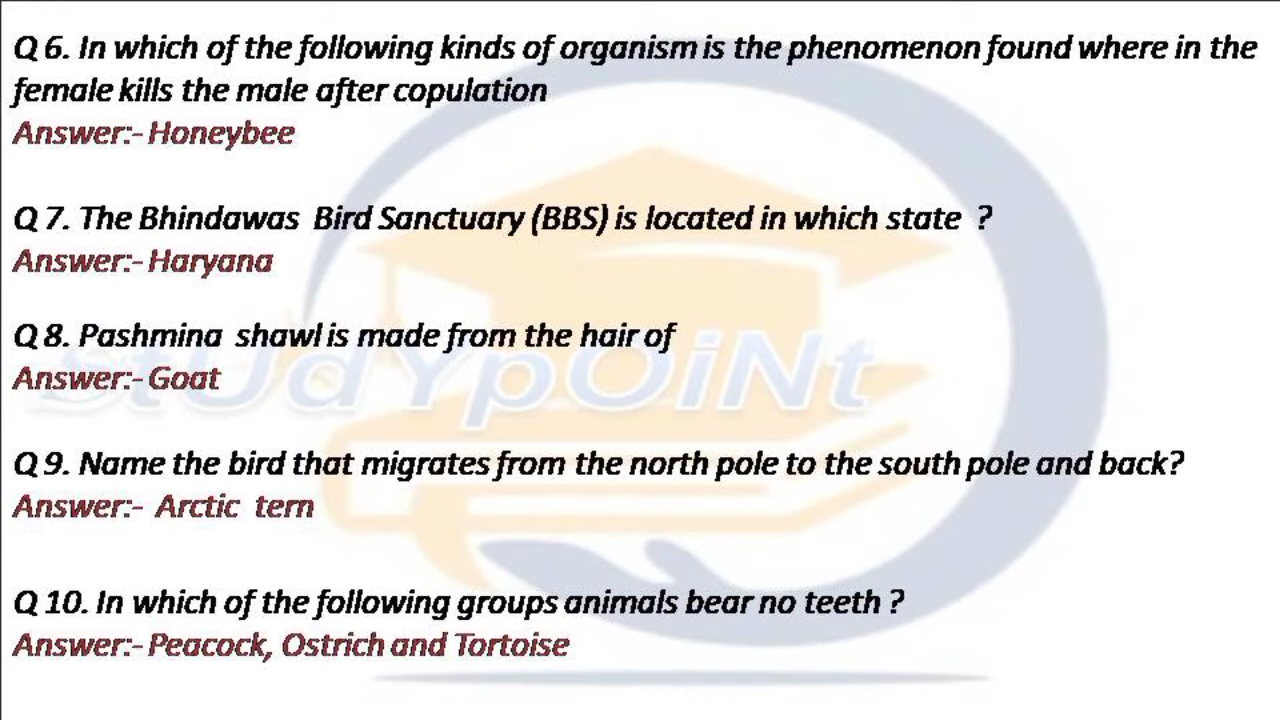 Q 6. In which of the following kinds of organism is the phenomenon found where in the
female kills the male after copulation
Answer:- Honeybee
Q 7. The Bhindawas Bird Sanctuary (BBS) is located in which state ?
Answer:- Haryana
Q 8. Pashmina shawl is made from the hair of
Answer:- Goat
StUdYpOiNt
Q 9. Name the bird that migrates from the north pole to the south pole and back?
Answer:- Arctic tern
Q 10. In which of the following groups animals bear no teeth ?
Answer:- Peacock, Ostrich and Tortoise